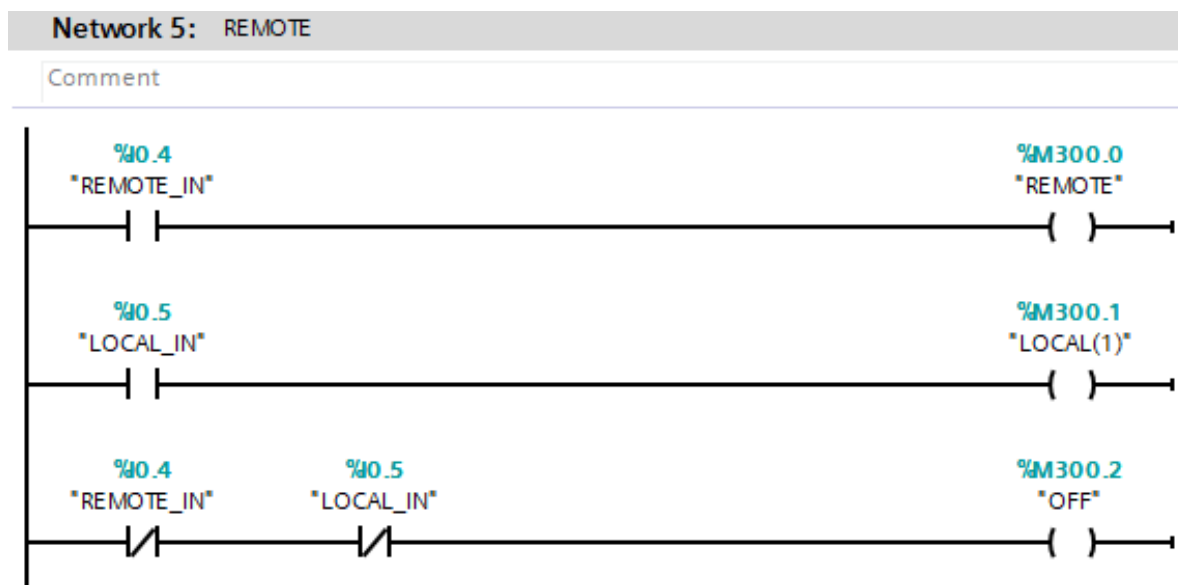 Network 5: REMOTE
Comment
%I0.4 %M300.0
"REMOTE_IN" "REMOTE"
%I0.5 %M300.1
"LOCAL_IN" "LOCAL(1)"
%I0.4 %I0.5 %M300.2
"REMOTE_IN" "LOCAL_IN" "OFF"